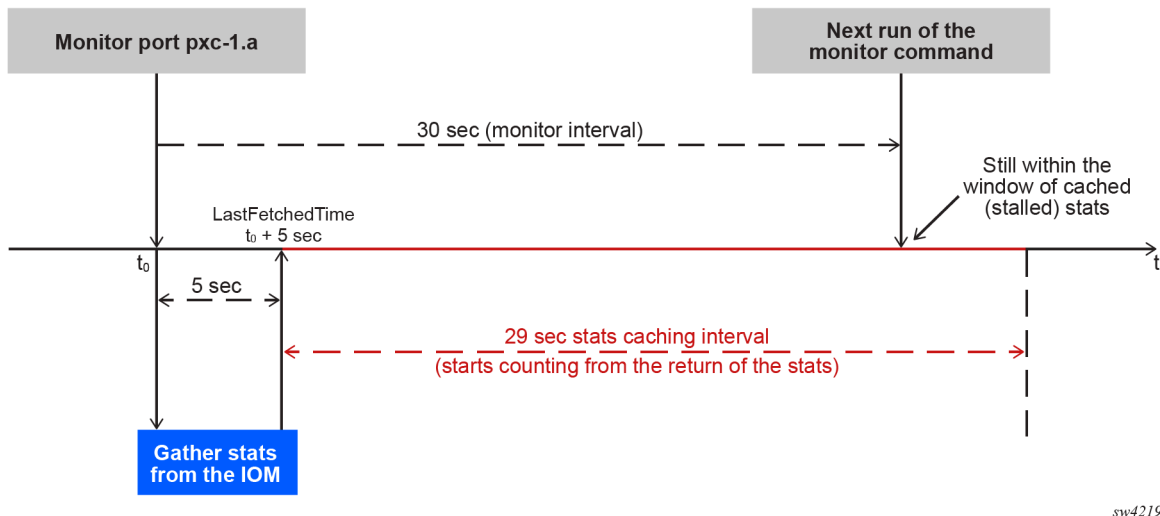 Monitor port pxc-1.a
Next run of the
monitor command
30 sec (monitor interval)
Still within the
window of cached
(stalled) stats
LastFetchedTime
t₀ + 5 sec
t₀
t
5 sec
29 sec stats caching interval
(starts counting from the return of the stats)
Gather stats
from the IOM
sw4219